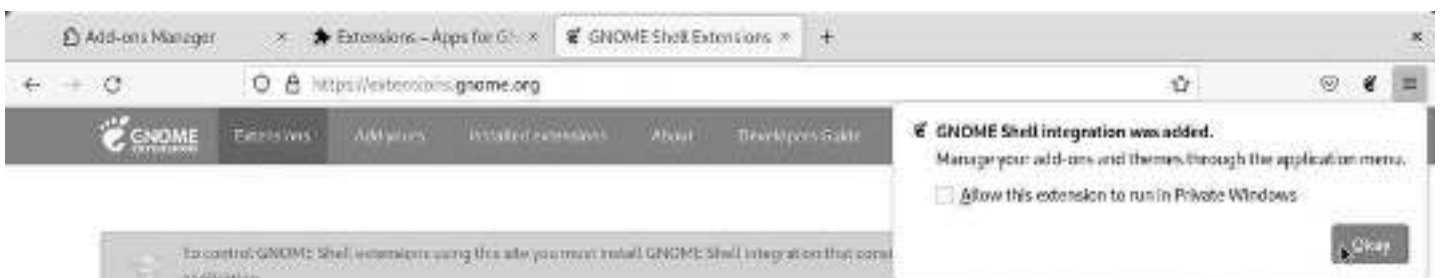 Add-ons Manager × Extensions – Apps for G × GNOME Shell Extensions × +
https://extensions.gnome.org
GNOME EXTENSIONS Extensions Add yours Installed extensions About Developers Guide
GNOME Shell integration was added.
Manage your add-ons and themes through the application menu.
Allow this extension to run in Private Windows
Okay
To control GNOME Shell extensions using this site you must install GNOME Shell integration that